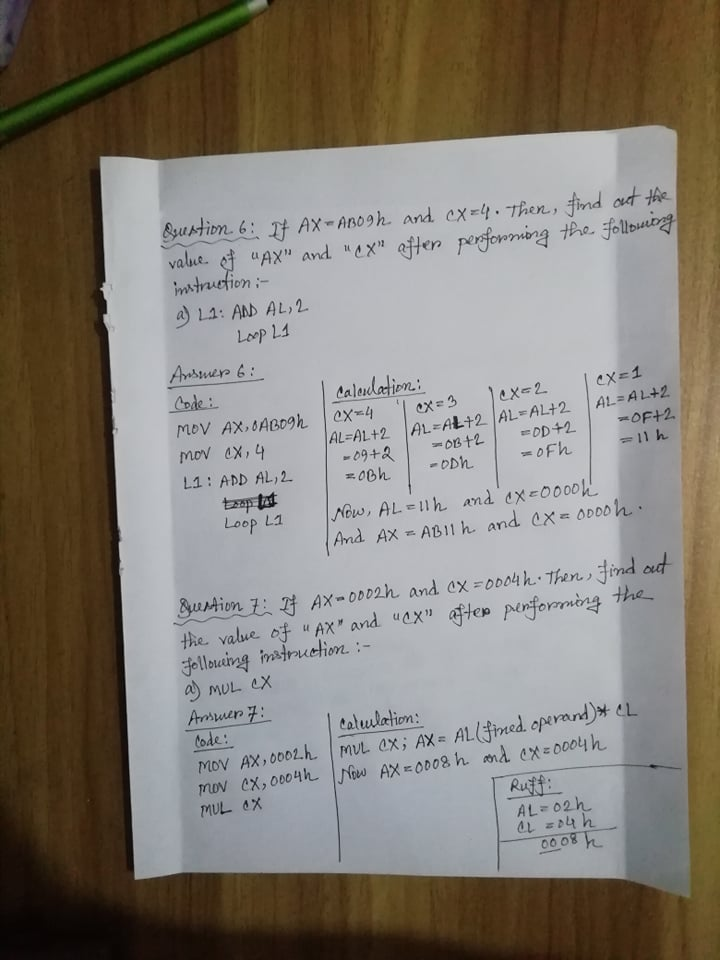 Question 6: If AX=AB09h and CX=4. Then, find out the
value of "AX" and "CX" after performing the following
instruction:-
a) L1: ADD AL,2
Loop L1
Answer 6:
Code:
MOV AX,0AB09h
MOV CX,4
L1: ADD AL,2
Loop L1
Calculation:
CX=4
AL=AL+2
=09+2
=0Bh
CX=3
AL=AL+2
=0B+2
=0Dh
CX=2
AL=AL+2
=0D+2
=0Fh
CX=1
AL=AL+2
=0F+2
=11h
Now, AL=11h and CX=0000h
And AX=AB11h and CX=0000h.
Question 7: If AX=0002h and CX=0004h. Then, find out
the value of "AX" and "CX" after performing the
following instruction:-
a) MUL CX
Answer 7:
Code:
MOV AX,0002h
MOV CX,0004h
MUL CX
Calculation:
MUL CX; AX=AL(fixed operand)*CL
Now AX=0008h and CX=0004h
Ruff:
AL=02h
CL=04h
0008h